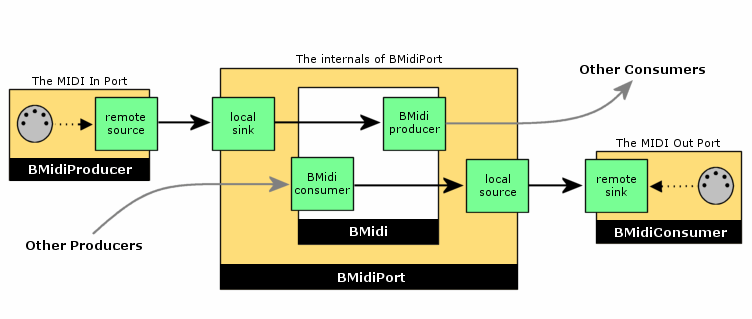 The internals of BMidiPort
Other Consumers
The MIDI In Port
remote
source
local
sink
BMidi
producer
BMidiProducer
The MIDI Out Port
BMidi
consumer
local
source
remote
sink
BMidi
BMidiConsumer
Other Producers
BMidiPort